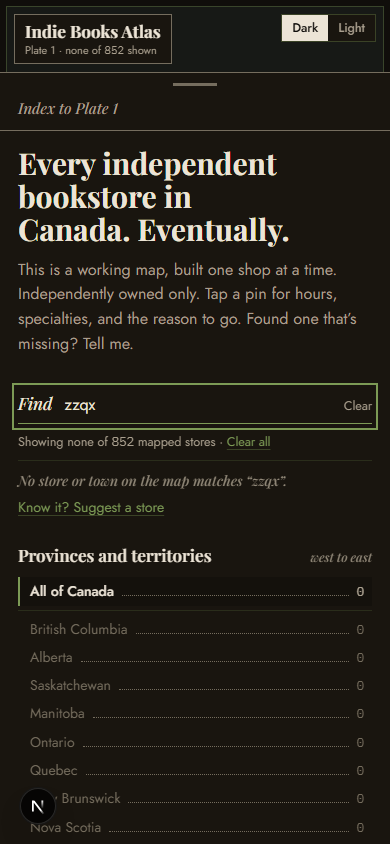 Indie Books Atlas
Plate 1 · none of 852 shown
Dark Light
Index to Plate 1
Every independent
bookstore in
Canada. Eventually.
This is a working map, built one shop at a time.
Independently owned only. Tap a pin for hours,
specialties, and the reason to go. Found one that’s
missing? Tell me.
Find zzqx Clear
Showing none of 852 mapped stores · Clear all
No store or town on the map matches “zzqx”.
Know it? Suggest a store
Provinces and territories west to east
All of Canada 0
British Columbia 0
Alberta 0
Saskatchewan 0
Manitoba 0
Ontario 0
Quebec 0
N Brunswick 0
Nova Scotia 0